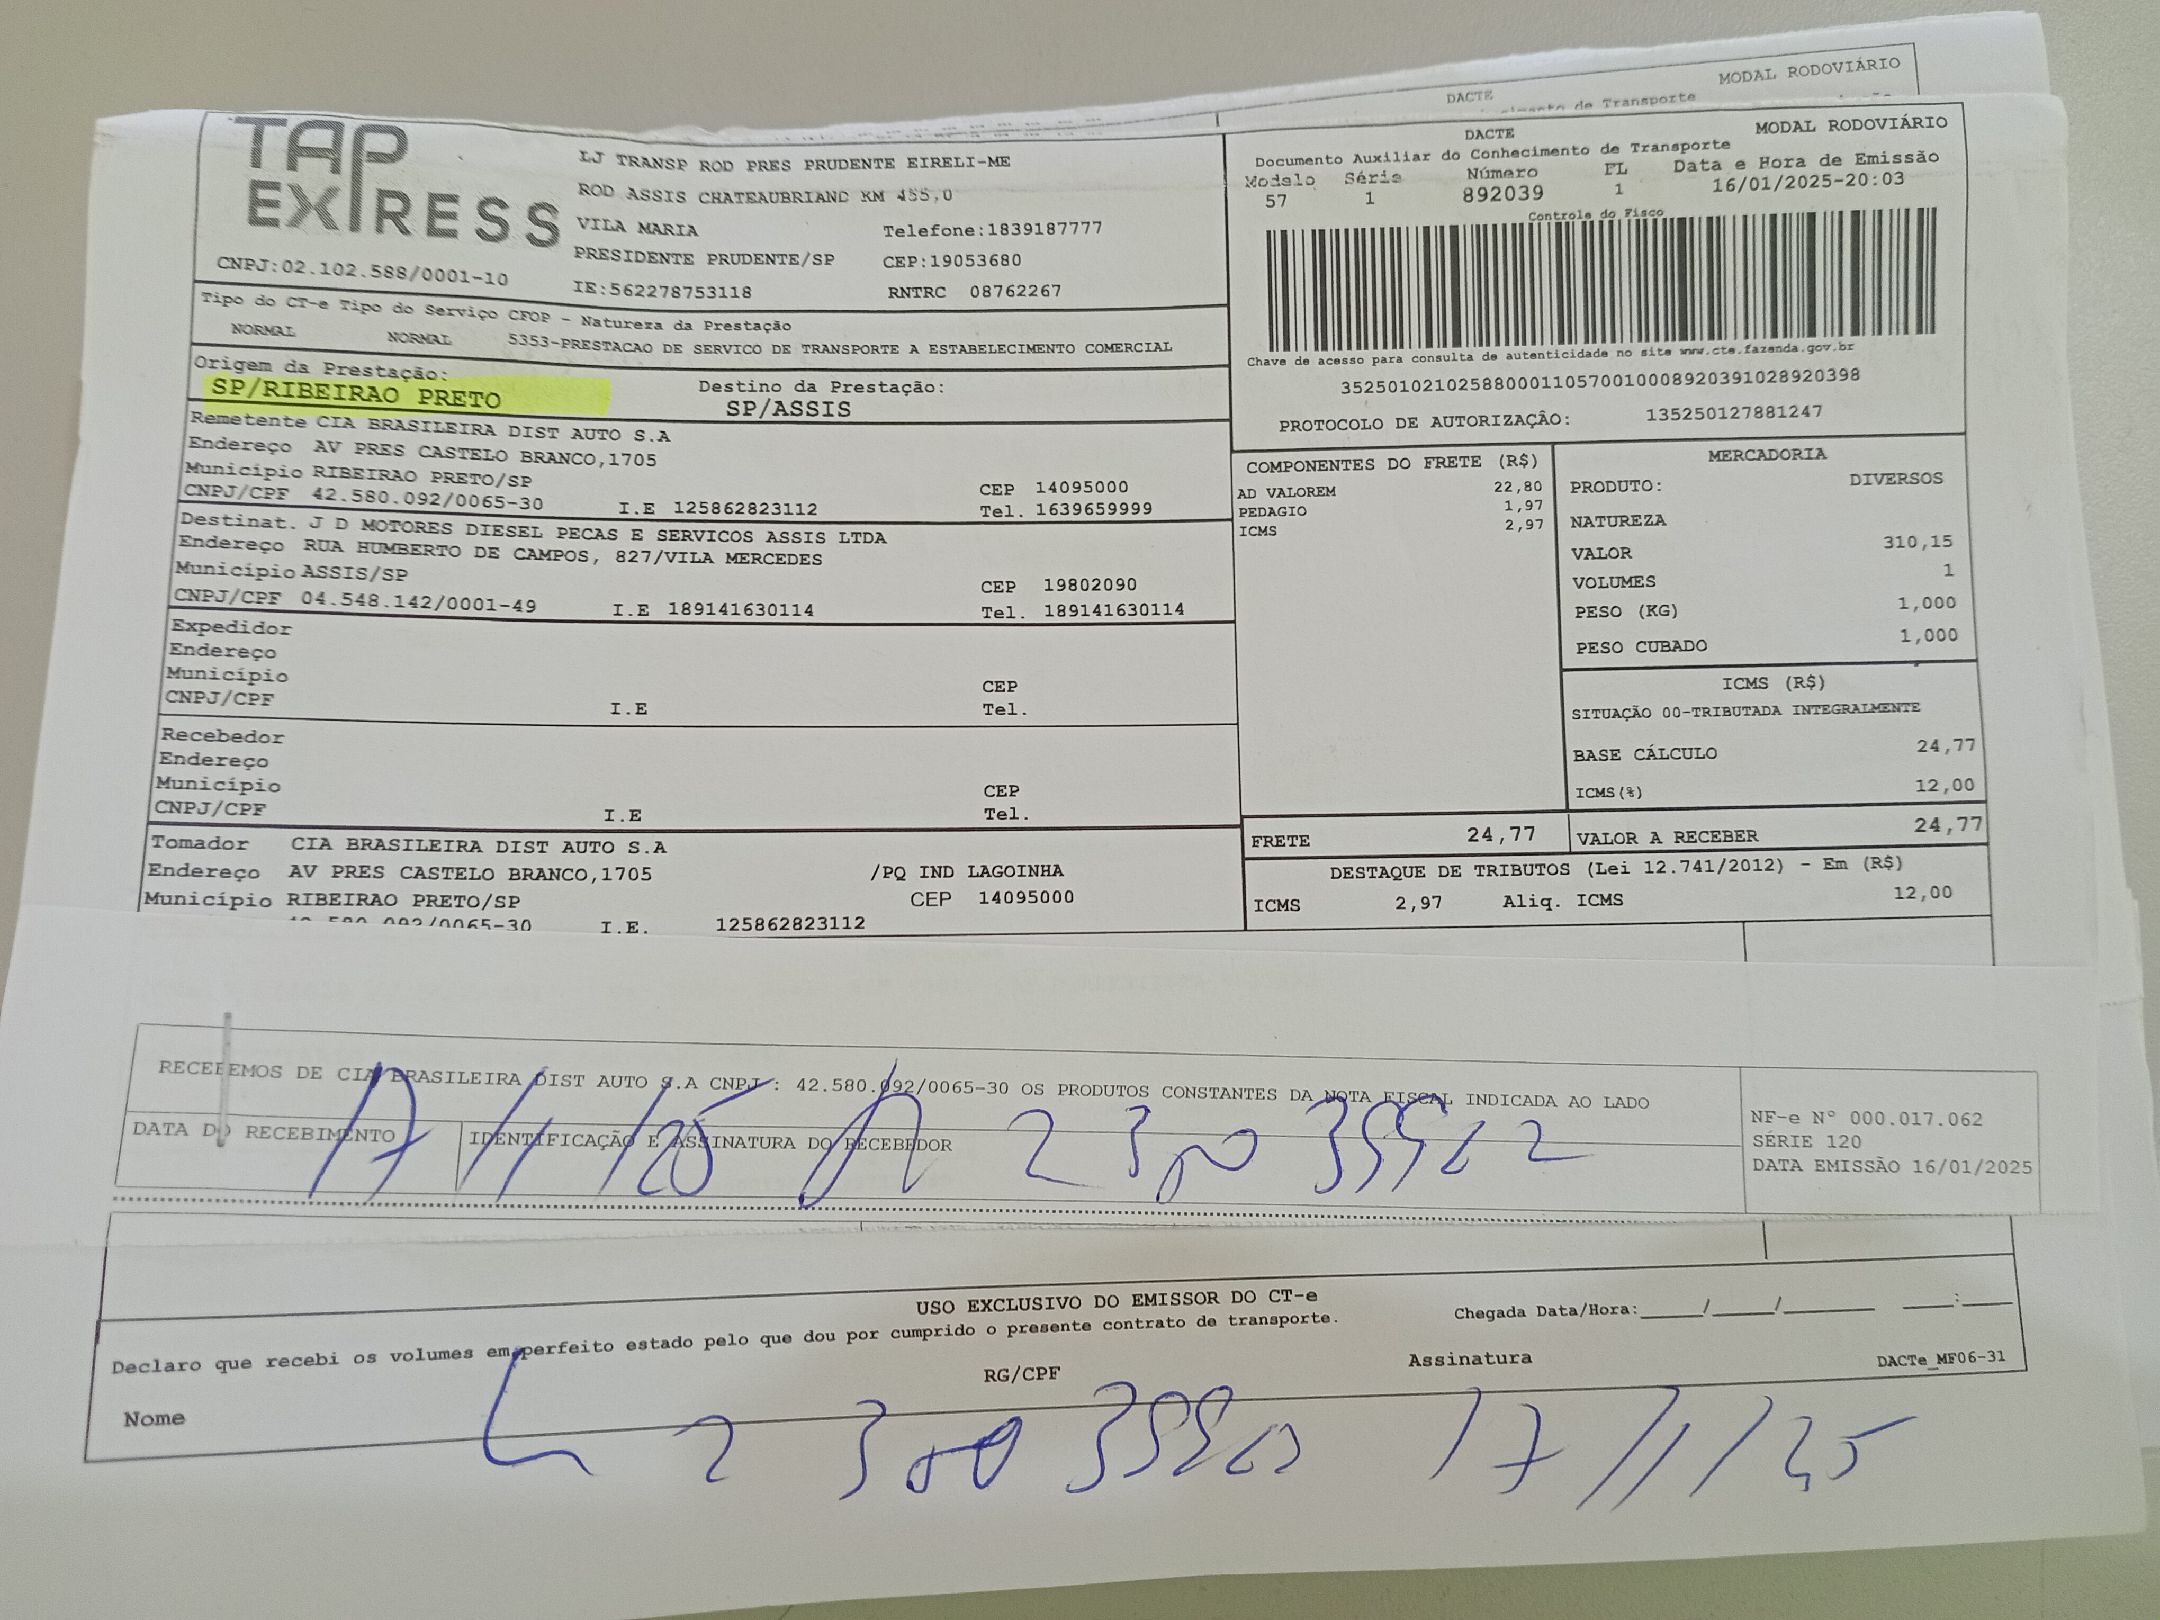 DACTE
MODAL RODOVIÁRIO
TAP
EXPRESS
CNPJ:02.102.588/0001-10
LJ TRANSP ROD PRES PRUDENTE EIRELI-ME
ROD ASSIS CHATEAUBRIAND KM 455,0
VILA MARIA Telefone:1839187777
PRESIDENTE PRUDENTE/SP CEP:19053680
IE:562278753118 RNTRC 08762267
DACTE MODAL RODOVIÁRIO
Documento Auxiliar do Conhecimento de Transporte
Modelo Série Número FL Data e Hora de Emissão
57 1 892039 1 16/01/2025-20:03
Controle do Fisco
Chave de acesso para consulta de autenticidade no site www.cte.fazenda.gov.br
35250102102588000110570010008920391028920398
PROTOCOLO DE AUTORIZAÇÃO: 135250127881247
Tipo do CT-e Tipo do Serviço CFOP - Natureza da Prestação
NORMAL NORMAL 5353-PRESTACAO DE SERVICO DE TRANSPORTE A ESTABELECIMENTO COMERCIAL
Origem da Prestação: Destino da Prestação:
SP/RIBEIRAO PRETO SP/ASSIS
Remetente CIA BRASILEIRA DIST AUTO S.A
Endereço AV PRES CASTELO BRANCO,1705
Município RIBEIRAO PRETO/SP CEP 14095000
CNPJ/CPF 42.580.092/0065-30 I.E 125862823112 Tel. 1639659999
Destinat. J D MOTORES DIESEL PECAS E SERVICOS ASSIS LTDA
Endereço RUA HUMBERTO DE CAMPOS, 827/VILA MERCEDES
Município ASSIS/SP CEP 19802090
CNPJ/CPF 04.548.142/0001-49 I.E 189141630114 Tel. 189141630114
Expedidor
Endereço
Município CEP
CNPJ/CPF I.E Tel.
Recebedor
Endereço
Município CEP
CNPJ/CPF I.E Tel.
Tomador CIA BRASILEIRA DIST AUTO S.A
Endereço AV PRES CASTELO BRANCO,1705 /PQ IND LAGOINHA
Município RIBEIRAO PRETO/SP CEP 14095000
42.580.092/0065-30 I.E. 125862823112
COMPONENTES DO FRETE (R$)
AD VALOREM 22,80
PEDAGIO 1,97
ICMS 2,97
MERCADORIA
PRODUTO: DIVERSOS
NATUREZA
VALOR 310,15
VOLUMES 1
PESO (KG) 1,000
PESO CUBADO 1,000
ICMS (R$)
SITUAÇÃO 00-TRIBUTADA INTEGRALMENTE
BASE CÁLCULO 24,77
ICMS(%) 12,00
FRETE 24,77 VALOR A RECEBER 24,77
DESTAQUE DE TRIBUTOS (Lei 12.741/2012) - Em (R$)
ICMS 2,97 Aliq. ICMS 12,00
RECEBEMOS DE CIA BRASILEIRA DIST AUTO S.A CNPJ : 42.580.092/0065-30 OS PRODUTOS CONSTANTES DA NOTA FISCAL INDICADA AO LADO
DATA DO RECEBIMENTO IDENTIFICAÇÃO E ASSINATURA DO RECEBEDOR
17/1/25
NF-e Nº 000.017.062
SÉRIE 120
DATA EMISSÃO 16/01/2025
USO EXCLUSIVO DO EMISSOR DO CT-e
Declaro que recebi os volumes em perfeito estado pelo que dou por cumprido o presente contrato de transporte.
Chegada Data/Hora:____/____/______ ___:___
Nome RG/CPF Assinatura DACTe_MF06-31
17/1/25